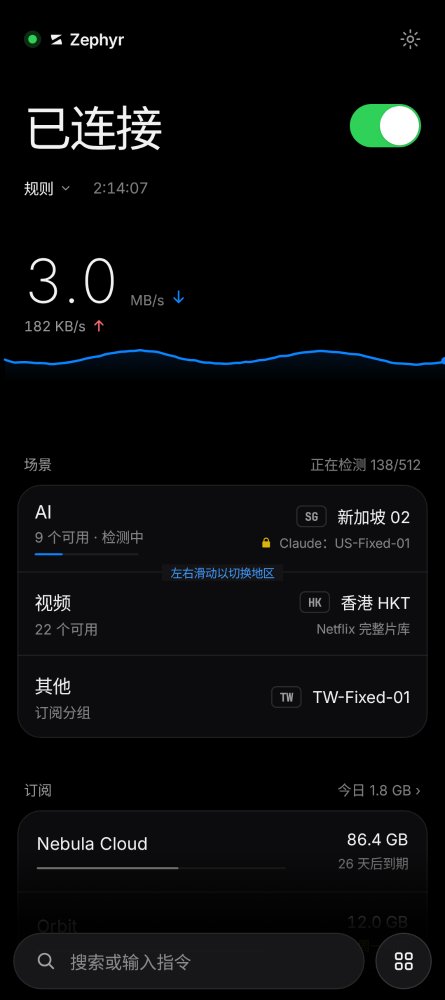 Zephyr
已连接
规则 2:14:07
3.0 MB/s ↓
182 KB/s ↑
场景 正在检测 138/512
AI SG 新加坡 02
9 个可用 · 检测中 Claude：US-Fixed-01
左右滑动以切换地区
视频 HK 香港 HKT
22 个可用 Netflix 完整片库
其他 TW TW-Fixed-01
订阅分组
订阅 今日 1.8 GB ›
Nebula Cloud 86.4 GB
26 天后到期
Orbit 12.0 GB
搜索或输入指令